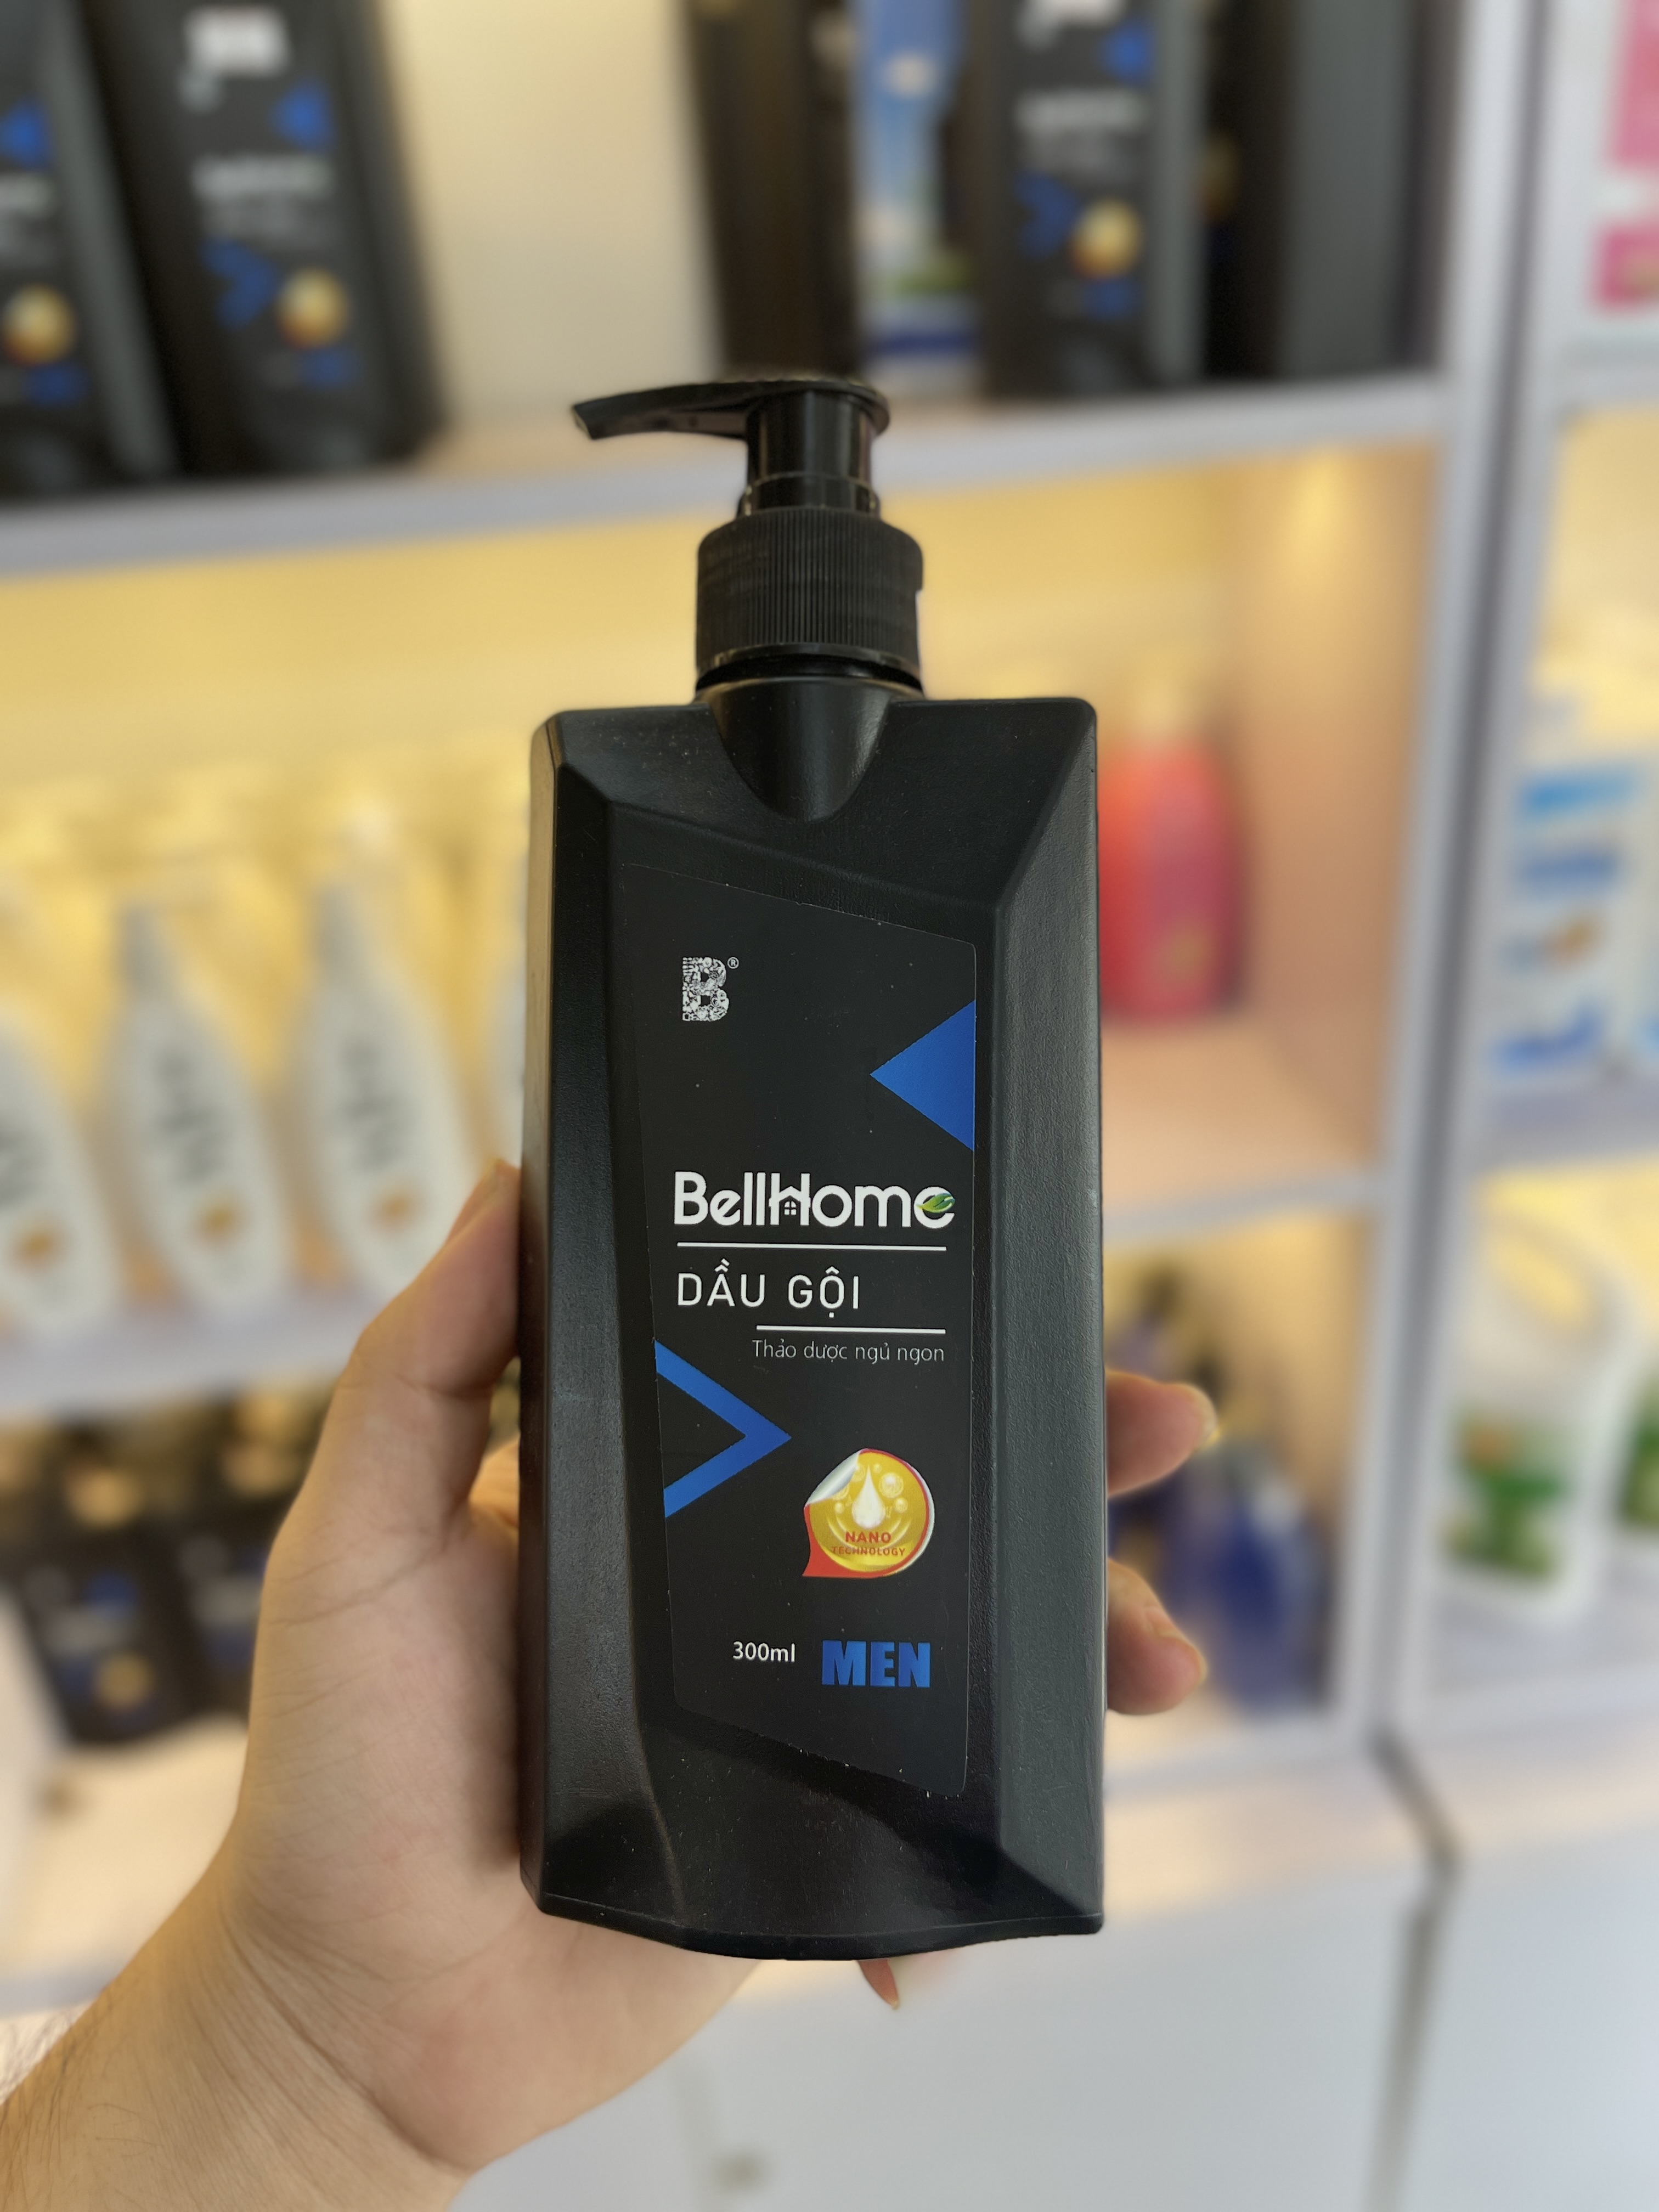 B®
BellHome
DẦU GỘI
Thảo dược ngủ ngon
NANO
TECHNOLOGY
300ml MEN